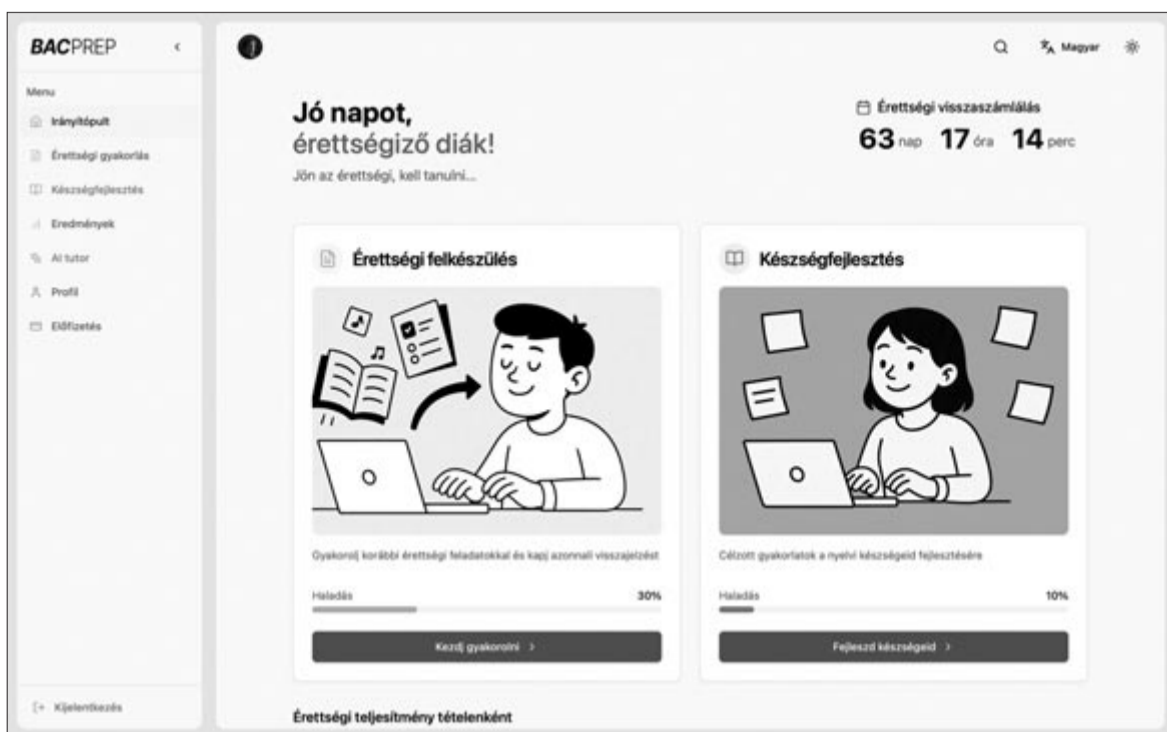 BACPREP
Menu
Irányítópult
Érettségi gyakorlás
Készségfejlesztés
Eredmények
AI tutor
Profil
Előfizetés
Kijelentkezés
Magyar
Jó napot,
érettségiző diák!
Jön az érettségi, kell tanulni...
Érettségi visszaszámlálás
63 nap 17 óra 14 perc
Érettségi felkészülés
Gyakorolj korábbi érettségi feladatokkal és kapj azonnali visszajelzést
Haladás 30%
Kezdj gyakorolni
Készségfejlesztés
Célzott gyakorlatok a nyelvi készségeid fejlesztésére
Haladás 10%
Fejleszd készségeid
Érettségi teljesítmény tételenként